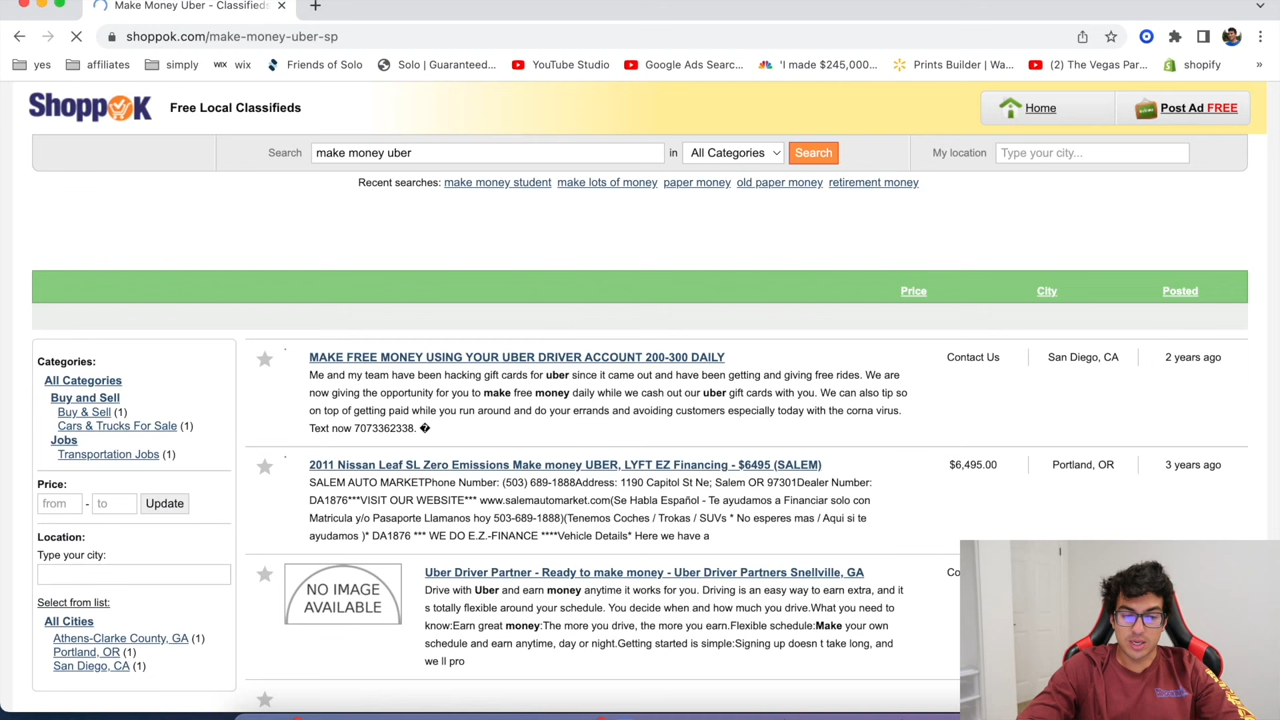 Make Money Uber - Classifieds
shoppok.com/make-money-uber-sp
yes affiliates simply wix wix Friends of Solo Solo | Guaranteed... YouTube Studio Google Ads Searc... 'I made $245,000... Prints Builder | Wa... (2) The Vegas Par... shopify »
ShoppOK Free Local Classifieds Home Post Ad FREE
Search make money uber in All Categories Search My location Type your city...
Recent searches: make money student make lots of money paper money old paper money retirement money
Price City Posted
Categories:
All Categories
Buy and Sell
Buy & Sell (1)
Cars & Trucks For Sale (1)
Jobs
Transportation Jobs (1)
Price:
from - to Update
Location:
Type your city:
Select from list:
All Cities
Athens-Clarke County, GA (1)
Portland, OR (1)
San Diego, CA (1)
MAKE FREE MONEY USING YOUR UBER DRIVER ACCOUNT 200-300 DAILY Contact Us San Diego, CA 2 years ago
Me and my team have been hacking gift cards for uber since it came out and have been getting and giving free rides. We are
now giving the opportunity for you to make free money daily while we cash out our uber gift cards with you. We can also tip so
on top of getting paid while you run around and do your errands and avoiding customers especially today with the corna virus.
Text now 7073362338. �
2011 Nissan Leaf SL Zero Emissions Make money UBER, LYFT EZ Financing - $6495 (SALEM) $6,495.00 Portland, OR 3 years ago
SALEM AUTO MARKETPhone Number: (503) 689-1888Address: 1190 Capitol St Ne; Salem OR 97301Dealer Number:
DA1876***VISIT OUR WEBSITE*** www.salemautomarket.com(Se Habla Español - Te ayudamos a Financiar solo con
Matricula y/o Pasaporte Llamanos hoy 503-689-1888)(Tenemos Coches / Trokas / SUVs * No esperes mas / Aqui si te
ayudamos )* DA1876 *** WE DO E.Z.-FINANCE ****Vehicle Details* Here we have a
NO IMAGE
AVAILABLE
Uber Driver Partner - Ready to make money - Uber Driver Partners Snellville, GA Co
Drive with Uber and earn money anytime it works for you. Driving is an easy way to earn extra, and it
s totally flexible around your schedule. You decide when and how much you drive.What you need to
know:Earn great money:The more you drive, the more you earn.Flexible schedule:Make your own
schedule and earn anytime, day or night.Getting started is simple:Signing up doesn t take long, and
we ll pro